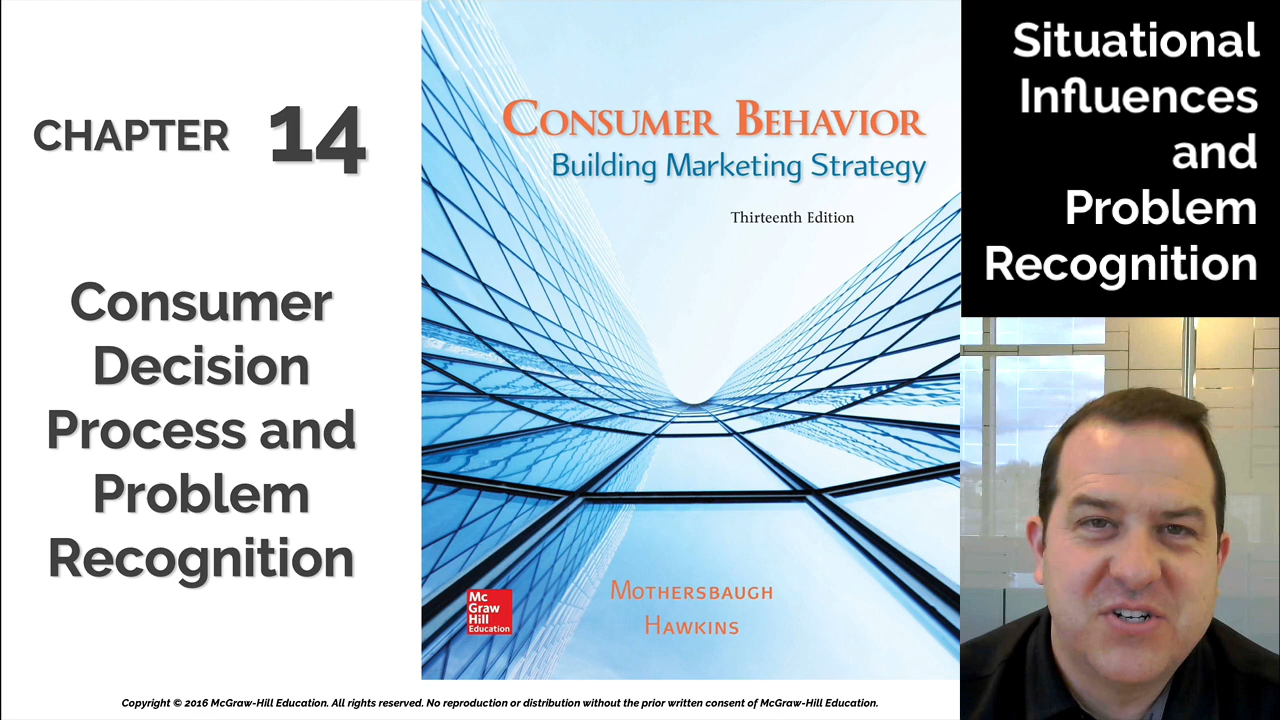 CHAPTER 14
Consumer
Decision
Process and
Problem
Recognition
CONSUMER BEHAVIOR
Building Marketing Strategy
Thirteenth Edition
Mc
Graw
Hill
Education
MOTHERSBAUGH
HAWKINS
Situational
Influences
and
Problem
Recognition
Copyright © 2016 McGraw-Hill Education. All rights reserved. No reproduction or distribution without the prior written consent of McGraw-Hill Education.